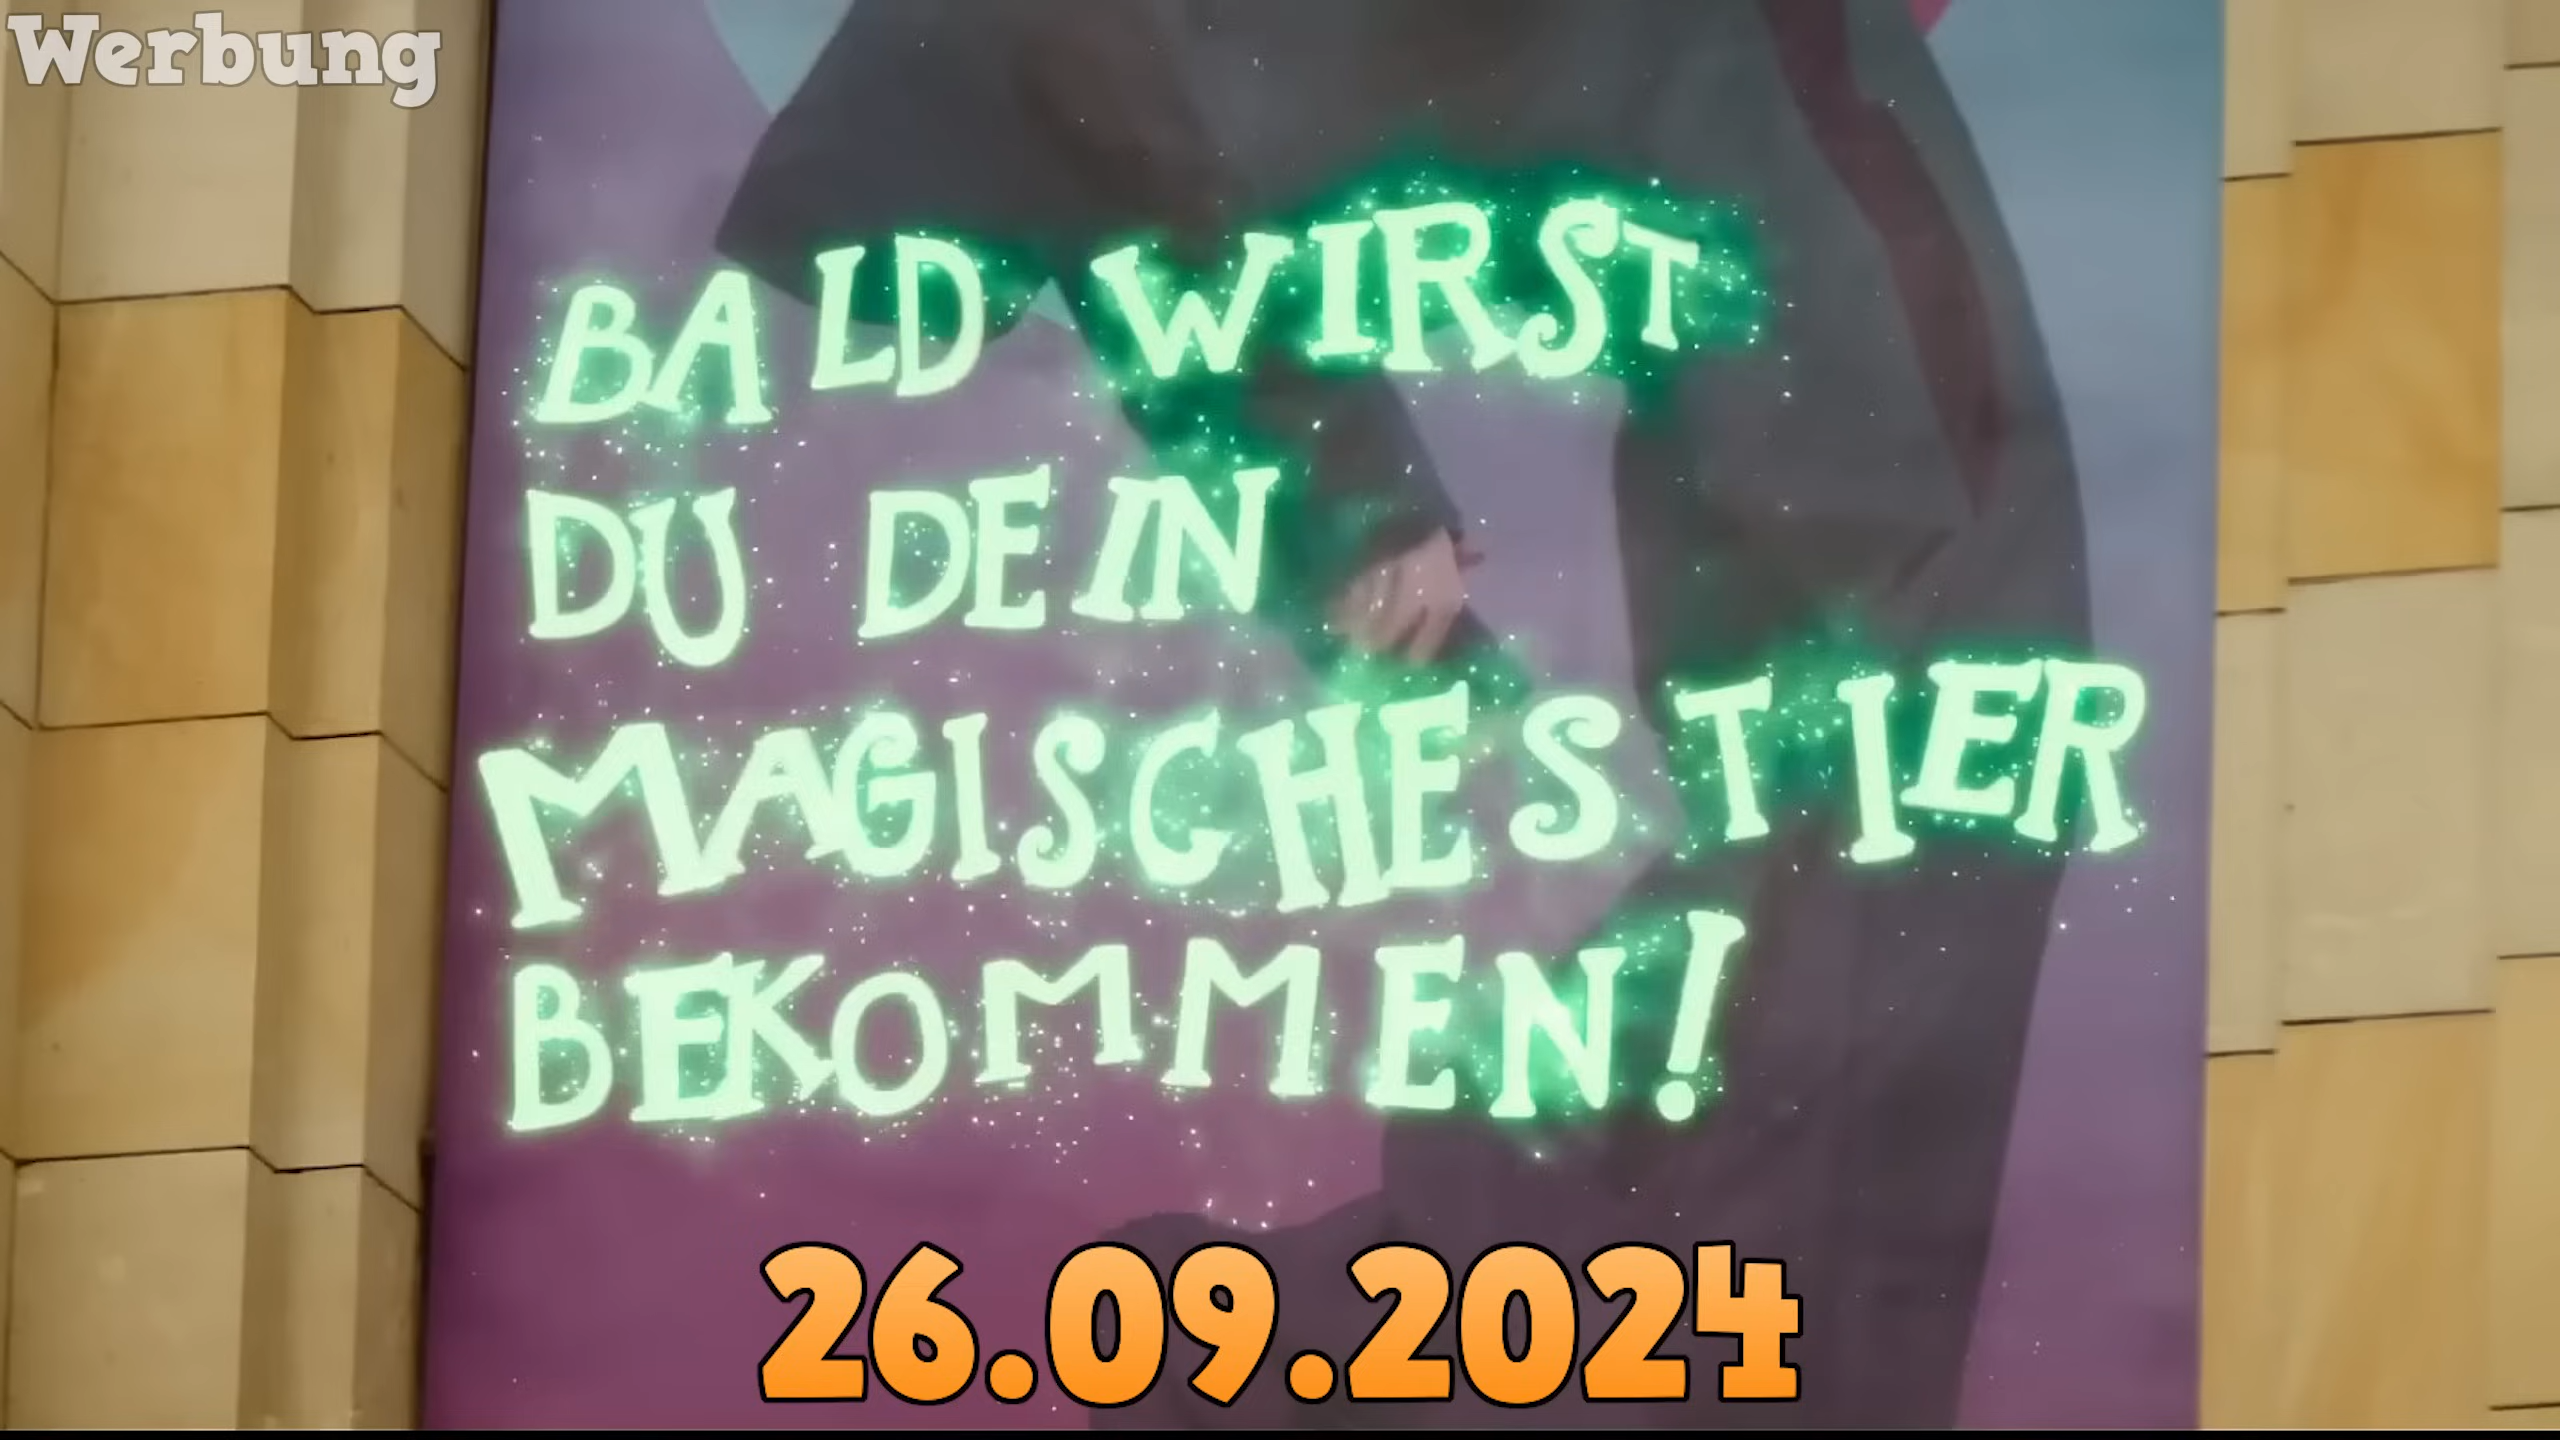 Werbung
BALD WIRST
DU DEIN
MAGISCHES TIER
BEKOMMEN!
26.09.2024